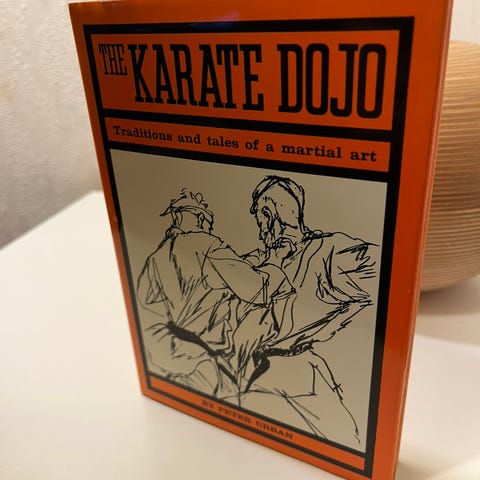 THE KARATE DOJO
Traditions and tales of a martial art
BY PETER URBAN